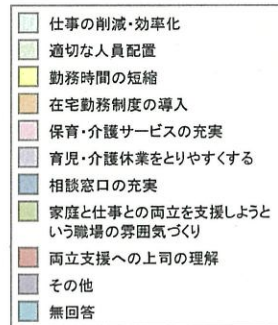 仕事の削減・効率化
適切な人員配置
勤務時間の短縮
在宅勤務制度の導入
保育・介護サービスの充実
育児・介護休業をとりやすくする
相談窓口の充実
家庭と仕事との両立を支援しようと
いう職場の雰囲気づくり
両立支援への上司の理解
その他
無回答